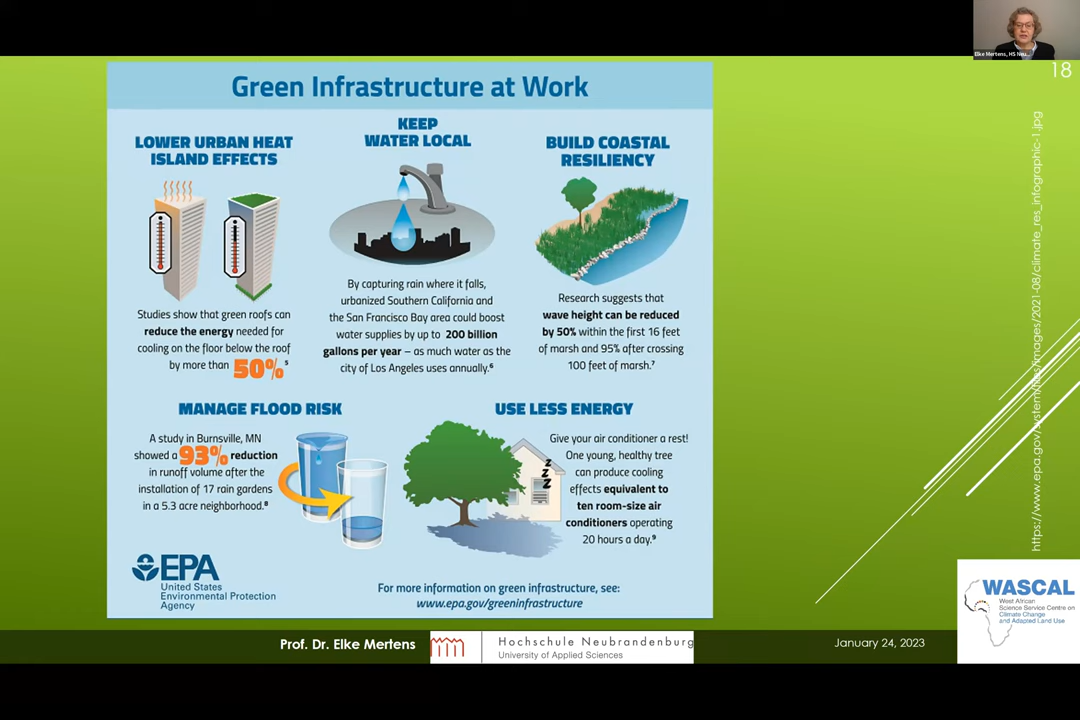 Elke Mertens, HS Neu...
18
Green Infrastructure at Work
LOWER URBAN HEAT
ISLAND EFFECTS
Studies show that green roofs can
reduce the energy needed for
cooling on the floor below the roof
by more than 50%⁵
KEEP
WATER LOCAL
By capturing rain where it falls,
urbanized Southern California and
the San Francisco Bay area could boost
water supplies by up to 200 billion
gallons per year – as much water as the
city of Los Angeles uses annually.⁶
BUILD COASTAL
RESILIENCY
Research suggests that
wave height can be reduced
by 50% within the first 16 feet
of marsh and 95% after crossing
100 feet of marsh.⁷
MANAGE FLOOD RISK
A study in Burnsville, MN
showed a 93% reduction
in runoff volume after the
installation of 17 rain gardens
in a 5.3 acre neighborhood.⁸
USE LESS ENERGY
Give your air conditioner a rest!
One young, healthy tree
can produce cooling
effects equivalent to
ten room-size air
conditioners operating
20 hours a day.⁹
z
z
z
EPA
United States
Environmental Protection
Agency
For more information on green infrastructure, see:
www.epa.gov/greeninfrastructure
https://www.epa.gov/system/files/images/2021-08/climate_res_infographic-1.jpg
WASCAL
West African
Science Service Centre on
Climate Change
and Adapted Land Use
Prof. Dr. Elke Mertens
Hochschule Neubrandenburg
University of Applied Sciences
January 24, 2023